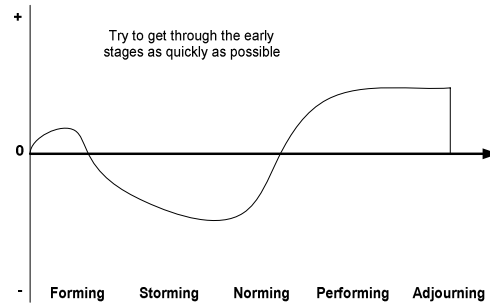 +
Try to get through the early
stages as quickly as possible
0
-
Forming Storming Norming Performing Adjourning